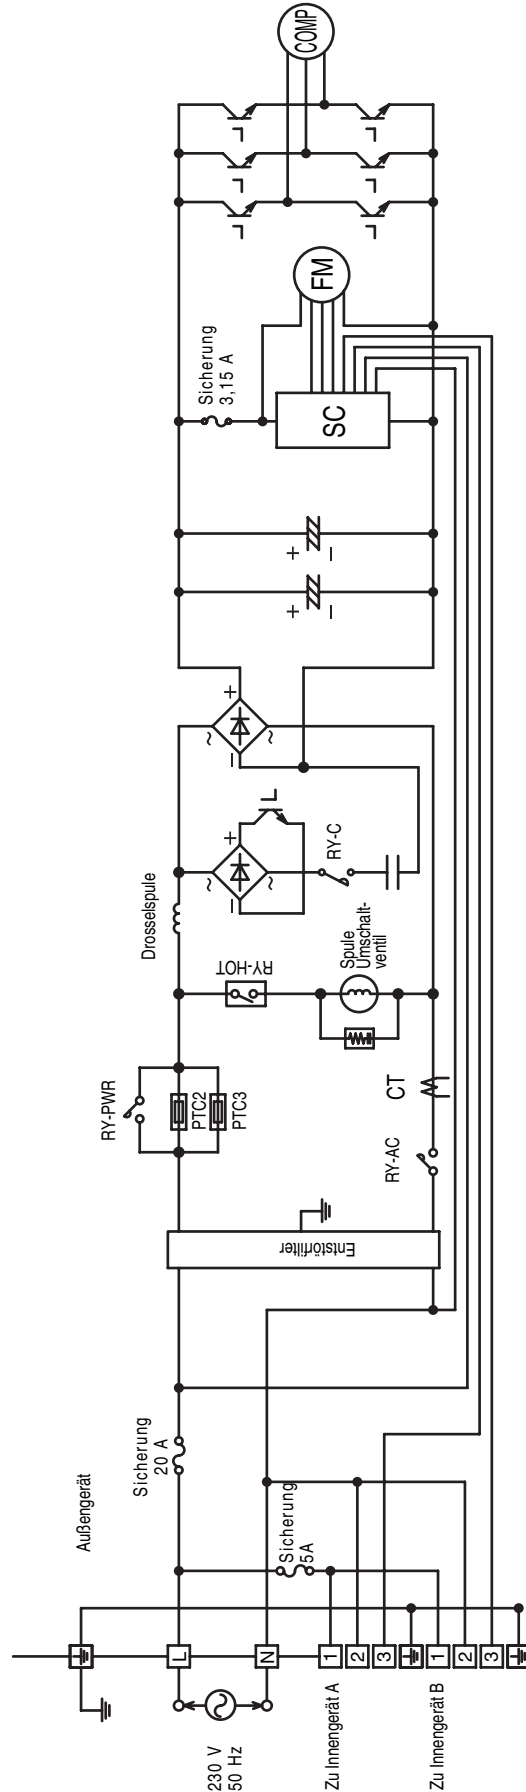 COMP
FM
Sicherung
3,15 A
SC
+
−
+
−
+
−
~
~
RY-C
+
−
~
~
Drosselspule
RY-HOT
Spule
Umschalt-
ventil
RY-PWR
PTC2
PTC3
CT
RY-AC
Entstörfilter
Sicherung
20 A
Außengerät
Sicherung
5A
L
N
1
2
3
1
2
3
230 V
50 Hz
Zu Innengerät A
Zu Innengerät B